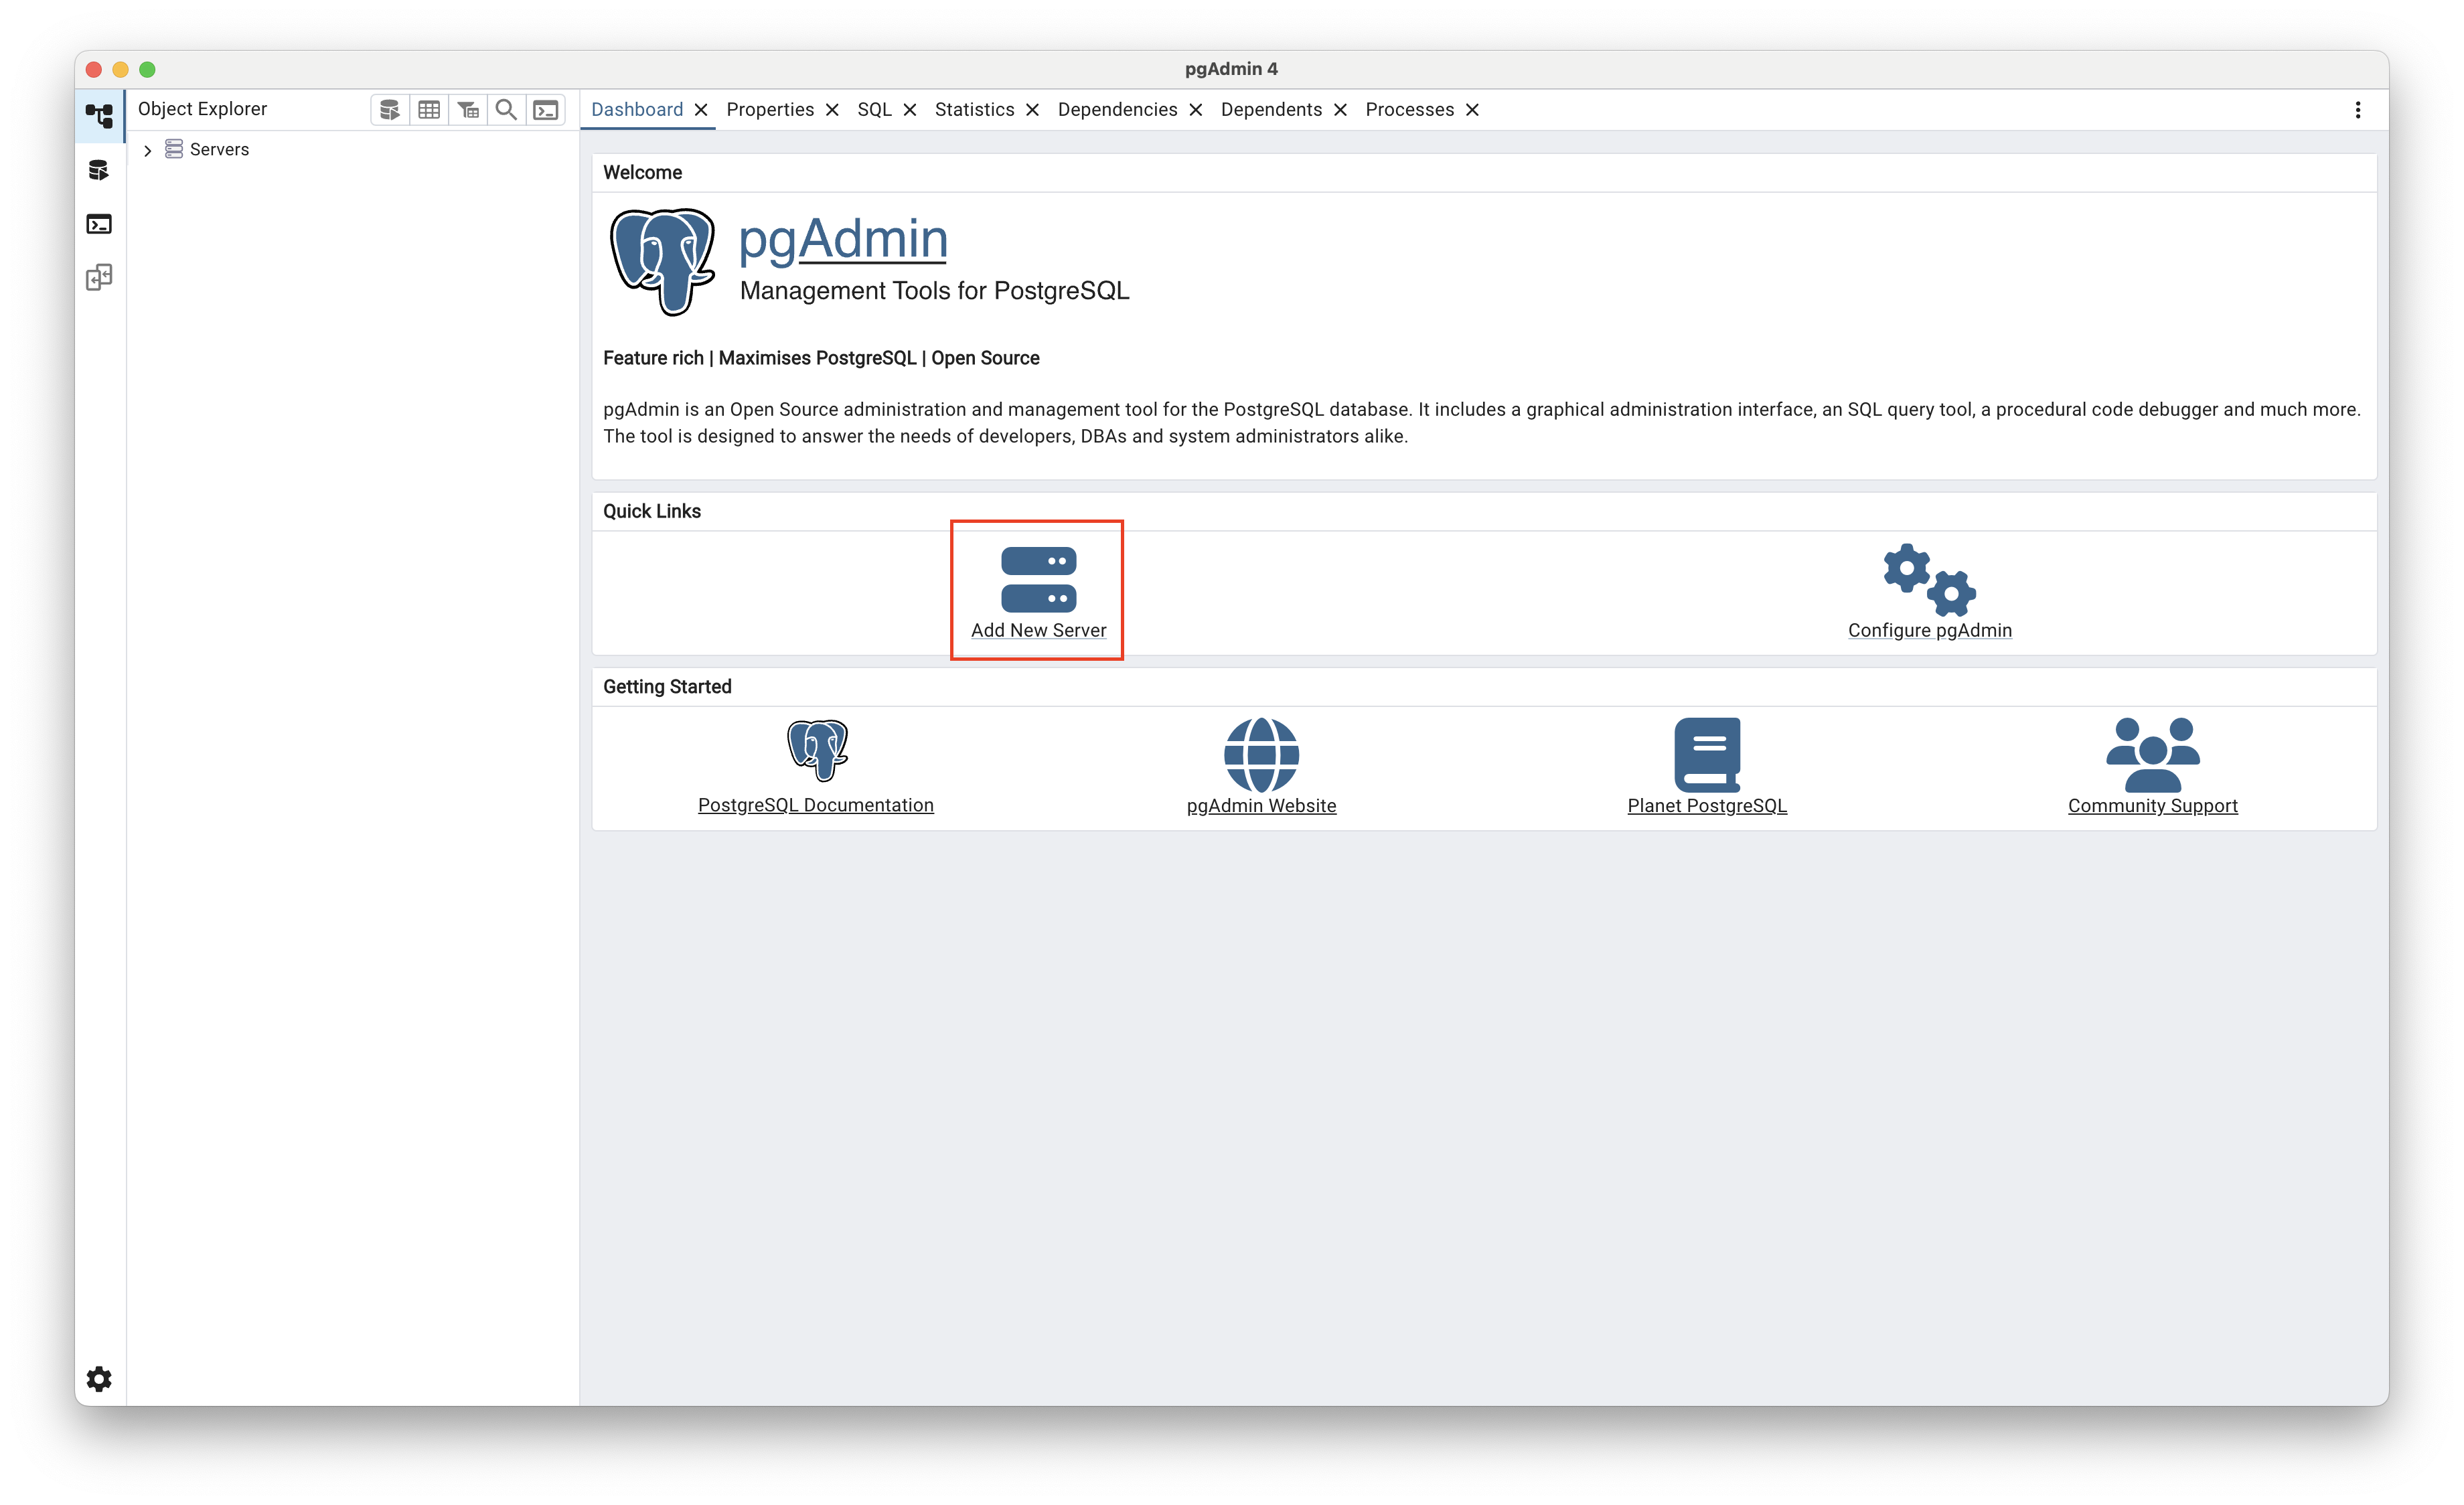 pgAdmin 4
Object Explorer
Servers
Dashboard Properties SQL Statistics Dependencies Dependents Processes
Welcome
pgAdmin
Management Tools for PostgreSQL
Feature rich | Maximises PostgreSQL | Open Source
pgAdmin is an Open Source administration and management tool for the PostgreSQL database. It includes a graphical administration interface, an SQL query tool, a procedural code debugger and much more.
The tool is designed to answer the needs of developers, DBAs and system administrators alike.
Quick Links
Add New Server
Configure pgAdmin
Getting Started
PostgreSQL Documentation
pgAdmin Website
Planet PostgreSQL
Community Support